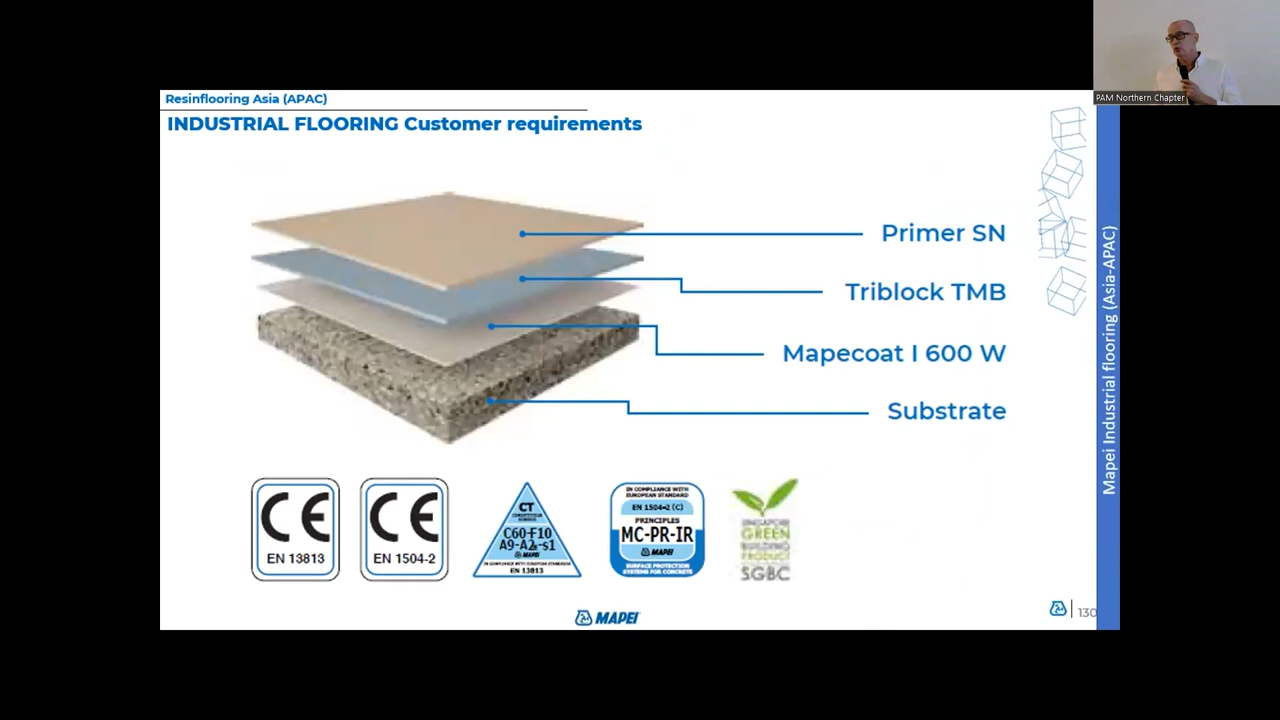 PAM Northern Chapter
Resinflooring Asia (APAC)
INDUSTRIAL FLOORING Customer requirements
Primer SN
Triblock TMB
Mapecoat I 600 W
Substrate
Mapei Industrial flooring (Asia-APAC)
CE
EN 13813
CE
EN 1504-2
CT
C60-F10
A9-A2fl-s1
MAPEI
IN COMPLIANCE WITH EUROPEAN STANDARDS
EN 13813
IN COMPLIANCE WITH
EUROPEAN STANDARD
EN 1504-2 (C)
PRINCIPLES
MC-PR-IR
MAPEI
SURFACE PROTECTION
SYSTEMS FOR CONCRETE
SINGAPORE
GREEN
BUILDING
PRODUCT
SGBC
MAPEI
130